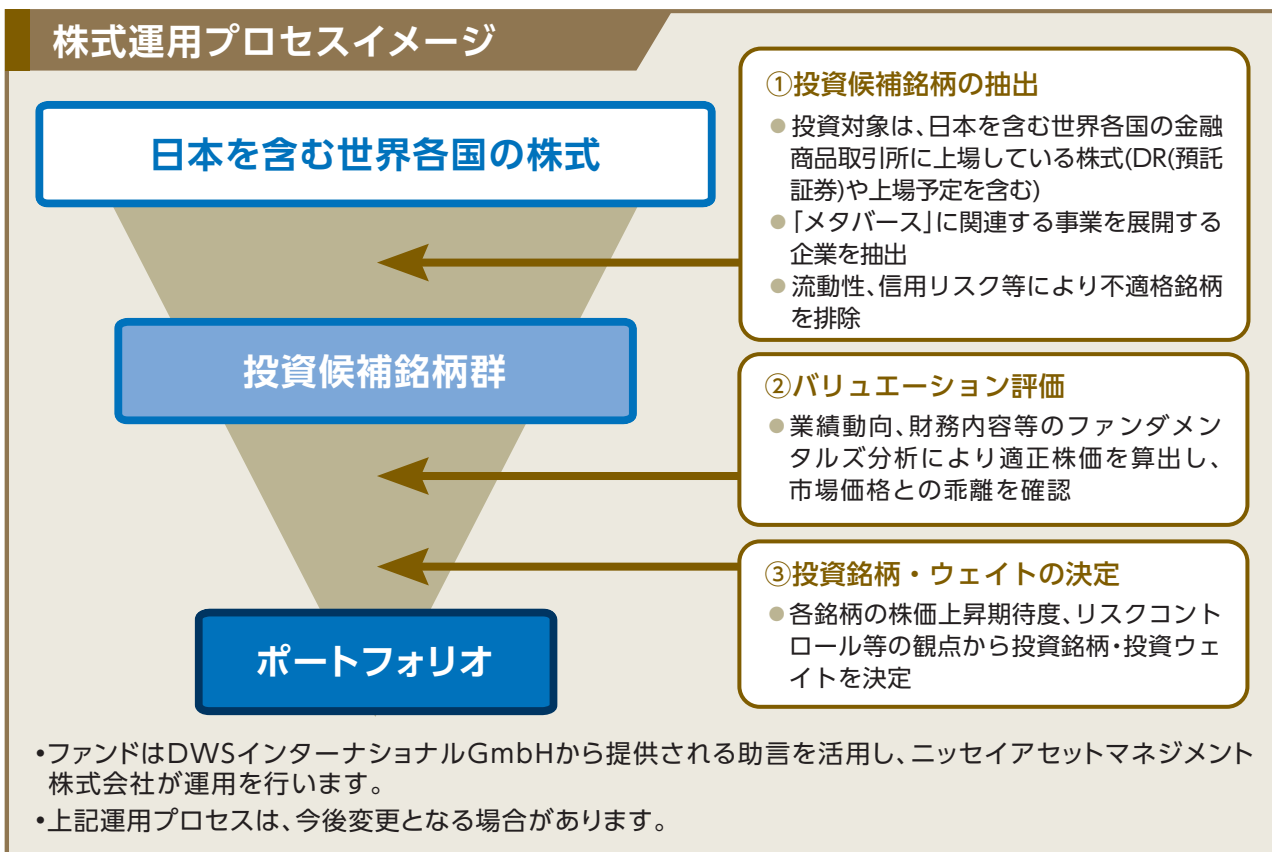 株式運用プロセスイメージ
日本を含む世界各国の株式
投資候補銘柄群
ポートフォリオ
①投資候補銘柄の抽出
●投資対象は、日本を含む世界各国の金融
商品取引所に上場している株式(DR(預託
証券)や上場予定を含む)
●「メタバース」に関連する事業を展開する
企業を抽出
●流動性、信用リスク等により不適格銘柄
を排除
②バリュエーション評価
●業績動向、財務内容等のファンダメン
タルズ分析により適正株価を算出し、
市場価格との乖離を確認
③投資銘柄・ウェイトの決定
●各銘柄の株価上昇期待度、リスクコント
ロール等の観点から投資銘柄・投資ウェ
イトを決定
•ファンドはDWSインターナショナルGmbHから提供される助言を活用し、ニッセイアセットマネジメント
株式会社が運用を行います。
•上記運用プロセスは、今後変更となる場合があります。